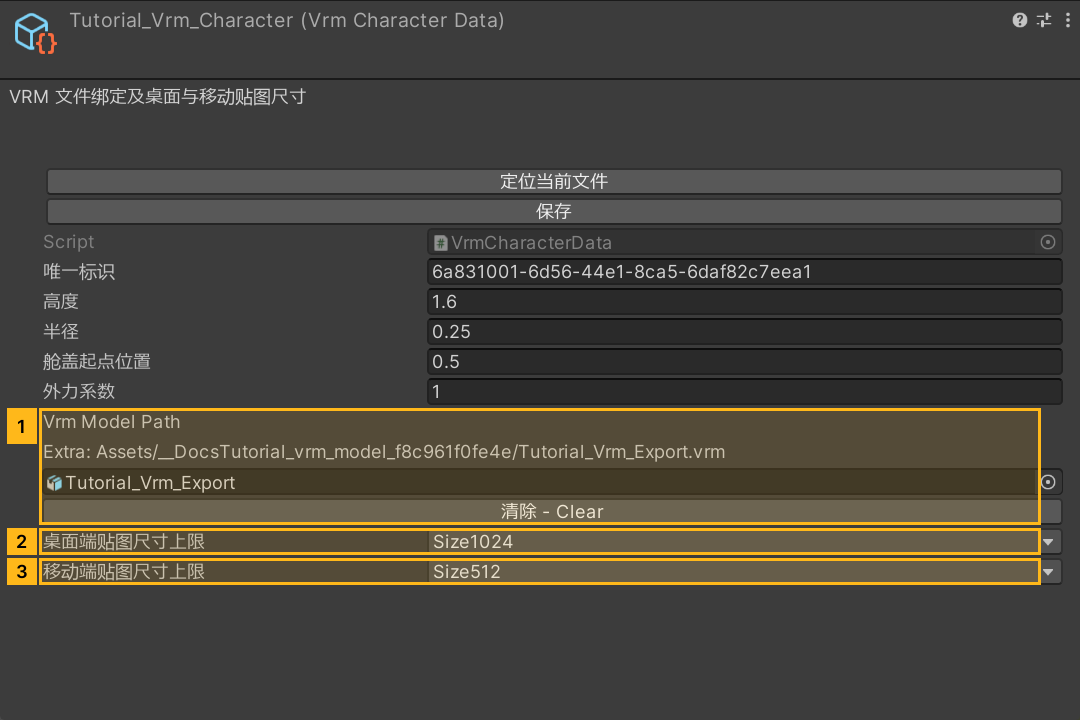 Tutorial_Vrm_Character (Vrm Character Data)
VRM 文件绑定及桌面与移动贴图尺寸
定位当前文件
保存
Script VrmCharacterData
唯一标识 6a831001-6d56-44e1-8ca5-6daf82c7eea1
高度 1.6
半径 0.25
舱盖起点位置 0.5
外力系数 1
1 Vrm Model Path
Extra: Assets/__DocsTutorial_vrm_model_f8c961f0fe4e/Tutorial_Vrm_Export.vrm
Tutorial_Vrm_Export
清除 - Clear
2 桌面端贴图尺寸上限 Size1024
3 移动端贴图尺寸上限 Size512